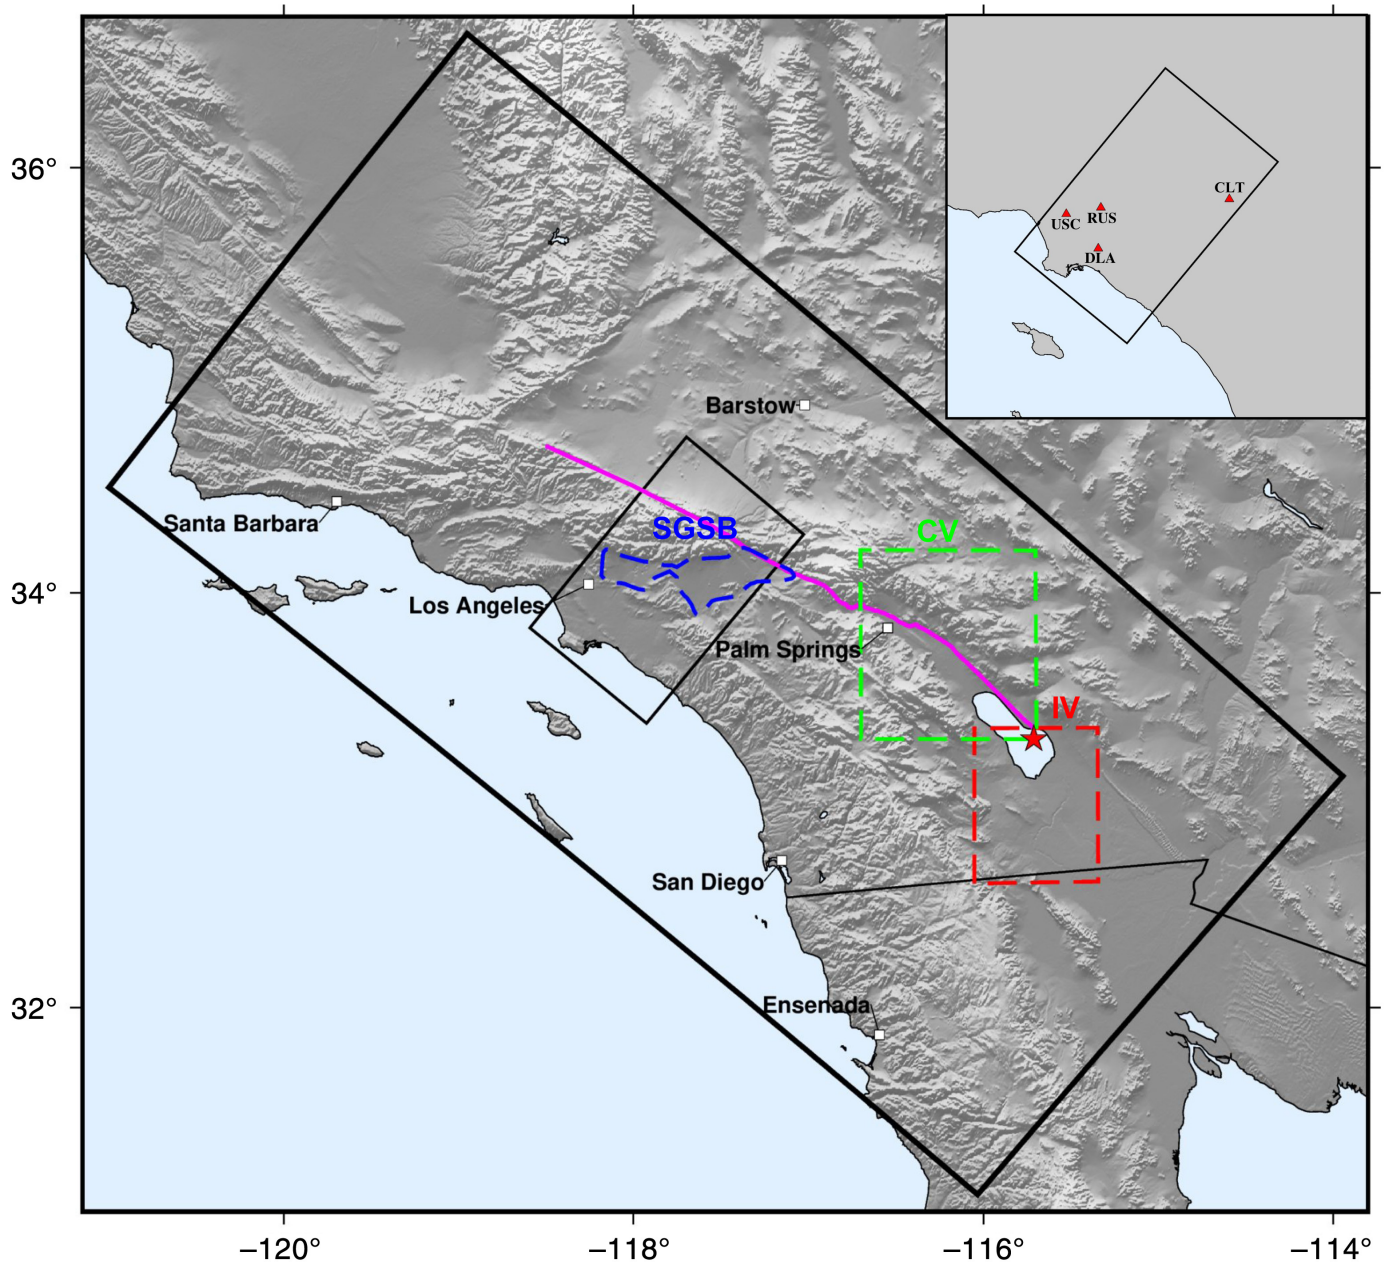 36°
34°
32°
−120°
−118°
−116°
−114°
CLT
USC
RUS
DLA
Barstow
Santa Barbara
SGSB
CV
Los Angeles
Palm Springs
IV
San Diego
Ensenada